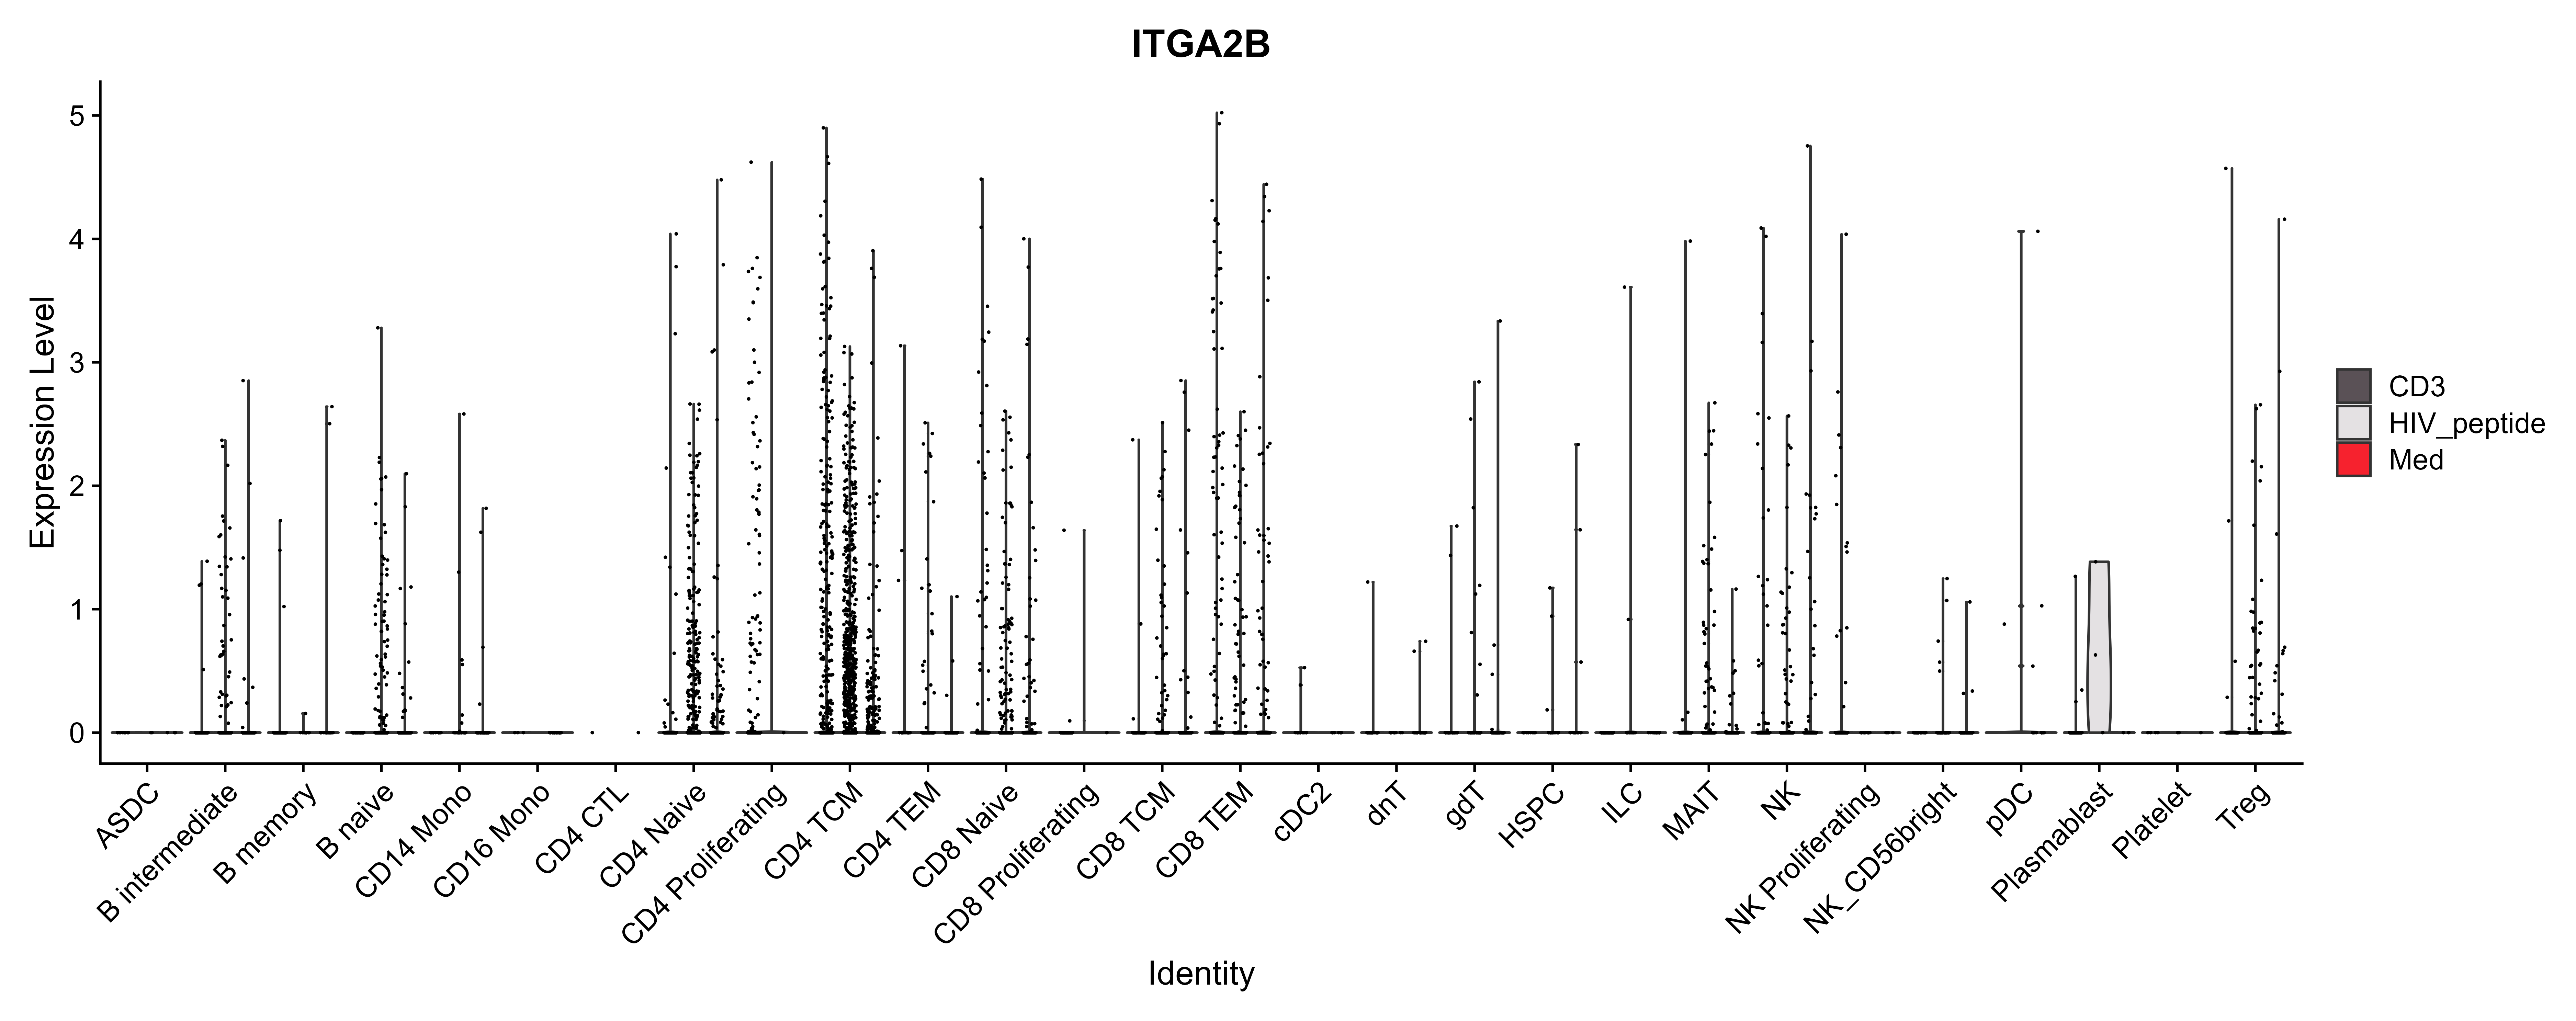 ITGA2B
Expression Level
5
4
3
2
1
0
ASDC
B intermediate
B memory
B naive
CD14 Mono
CD16 Mono
CD4 CTL
CD4 Naive
CD4 Proliferating
CD4 TCM
CD4 TEM
CD8 Naive
CD8 Proliferating
CD8 TCM
CD8 TEM
cDC2
dnT
gdT
HSPC
ILC
MAIT
NK
NK Proliferating
NK_CD56bright
pDC
Plasmablast
Platelet
Treg
Identity
CD3
HIV_peptide
Med